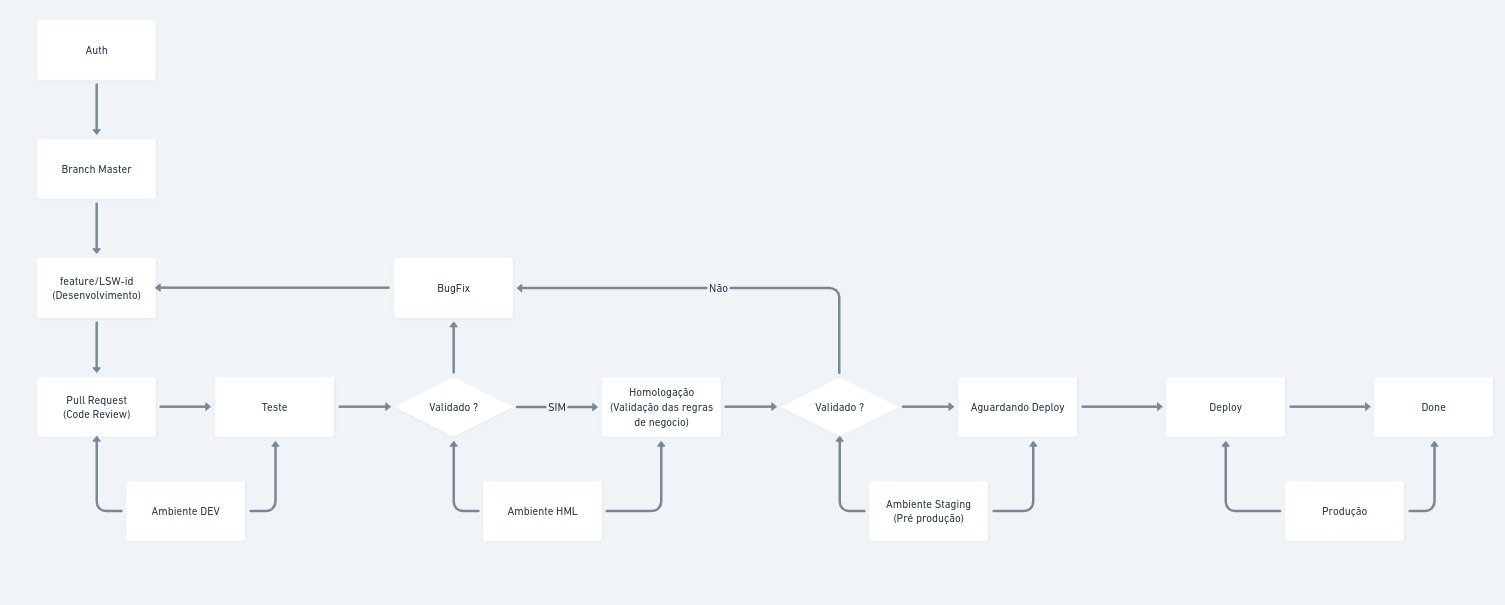 Auth
Branch Master
feature/LSW-id
(Desenvolvimento)
BugFix
Não
Pull Request
(Code Review)
Teste
Validado ?
SIM
Homologação
(Validação das regras
de negocio)
Validado ?
Aguardando Deploy
Deploy
Done
Ambiente DEV
Ambiente HML
Ambiente Staging
(Pré produção)
Produção